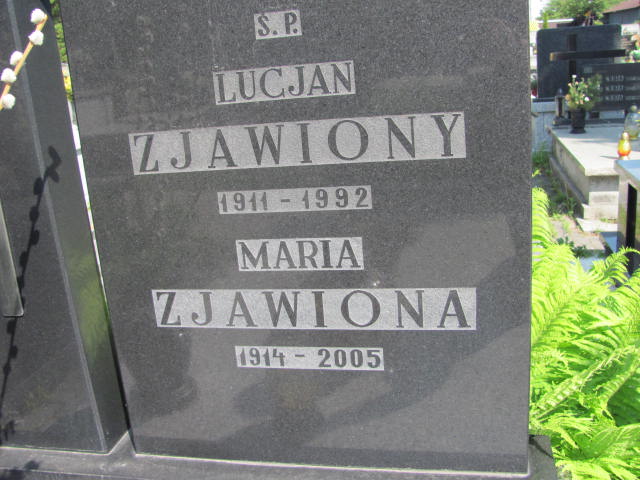 Ś.P.
LUCJAN
ZJAWIONY
1911 - 1992
MARIA
ZJAWIONA
1914 - 2005